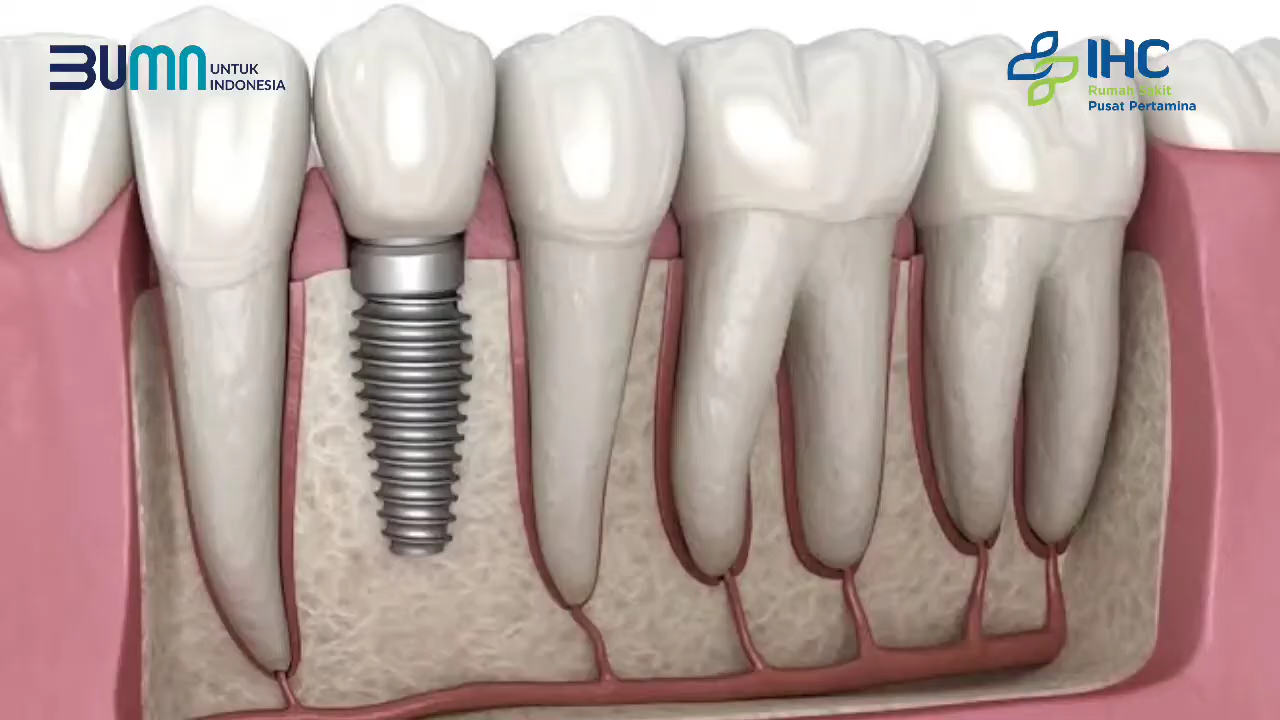 BUMN
UNTUK
INDONESIA
IHC
Rumah Sakit
Pusat Pertamina